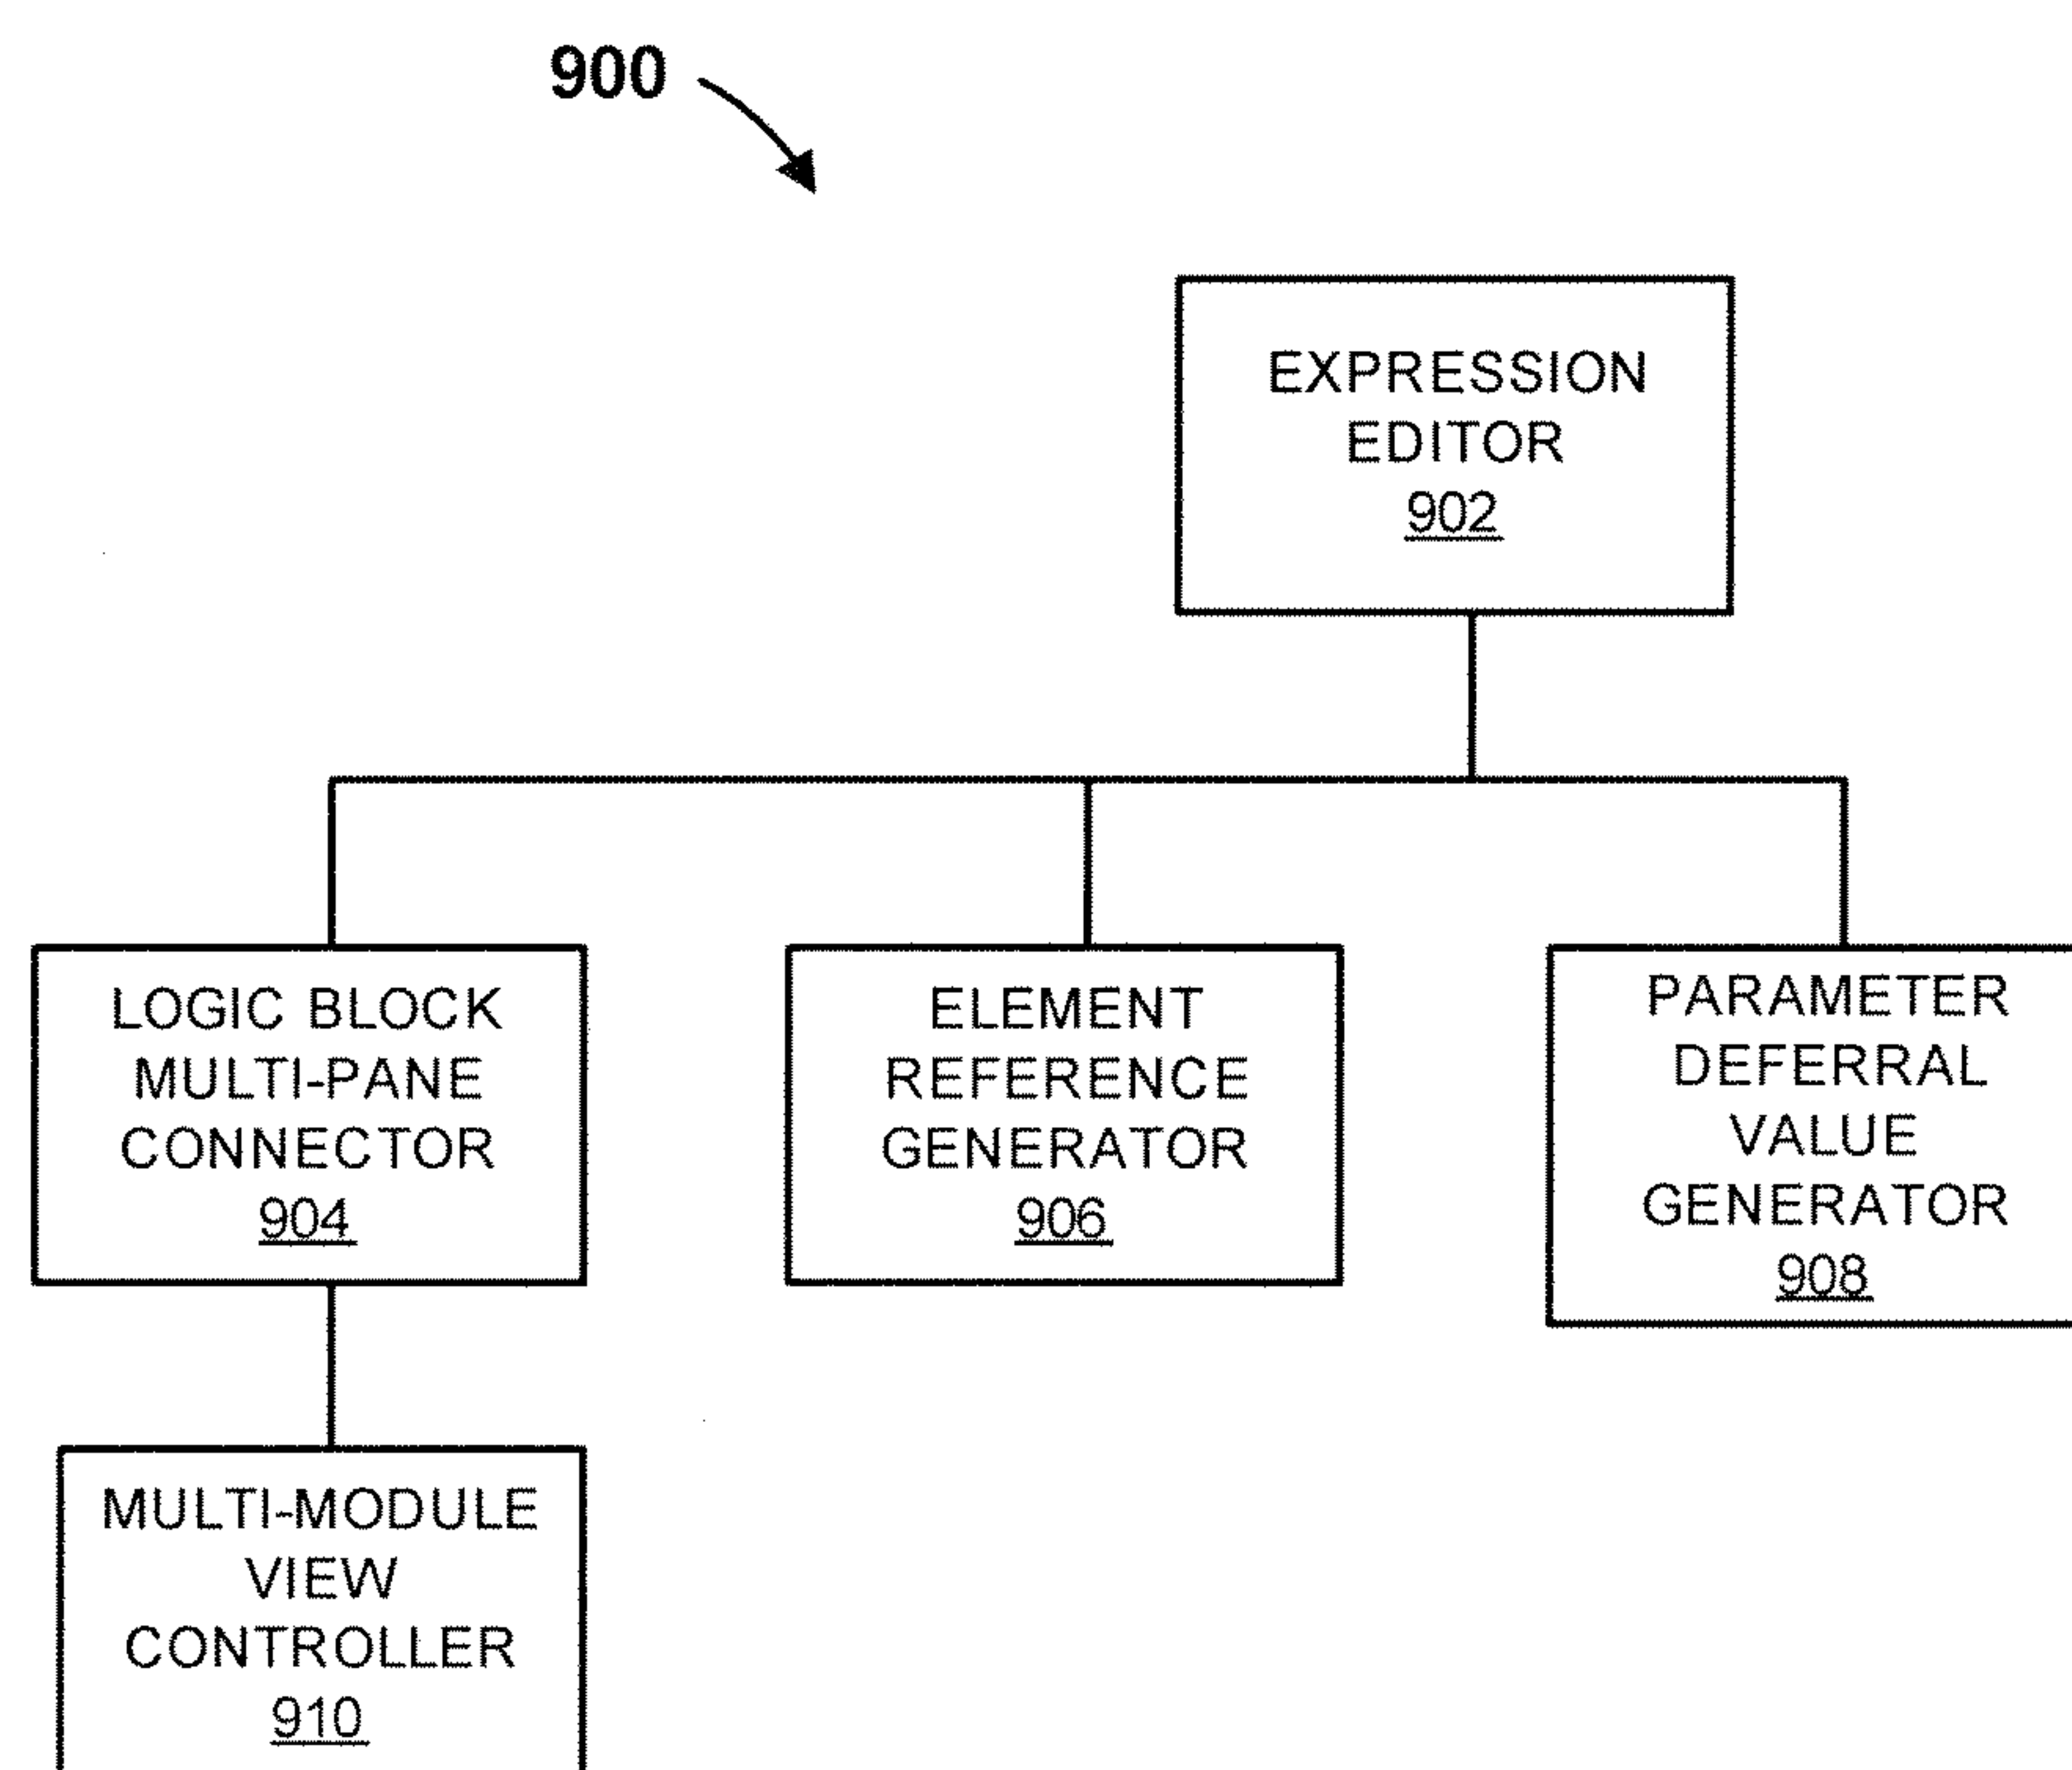 900
EXPRESSION
EDITOR
902
LOGIC BLOCK
MULTI-PANE
CONNECTOR
904
ELEMENT
REFERENCE
GENERATOR
906
PARAMETER
DEFERRAL
VALUE
GENERATOR
908
MULTI-MODULE
VIEW
CONTROLLER
910